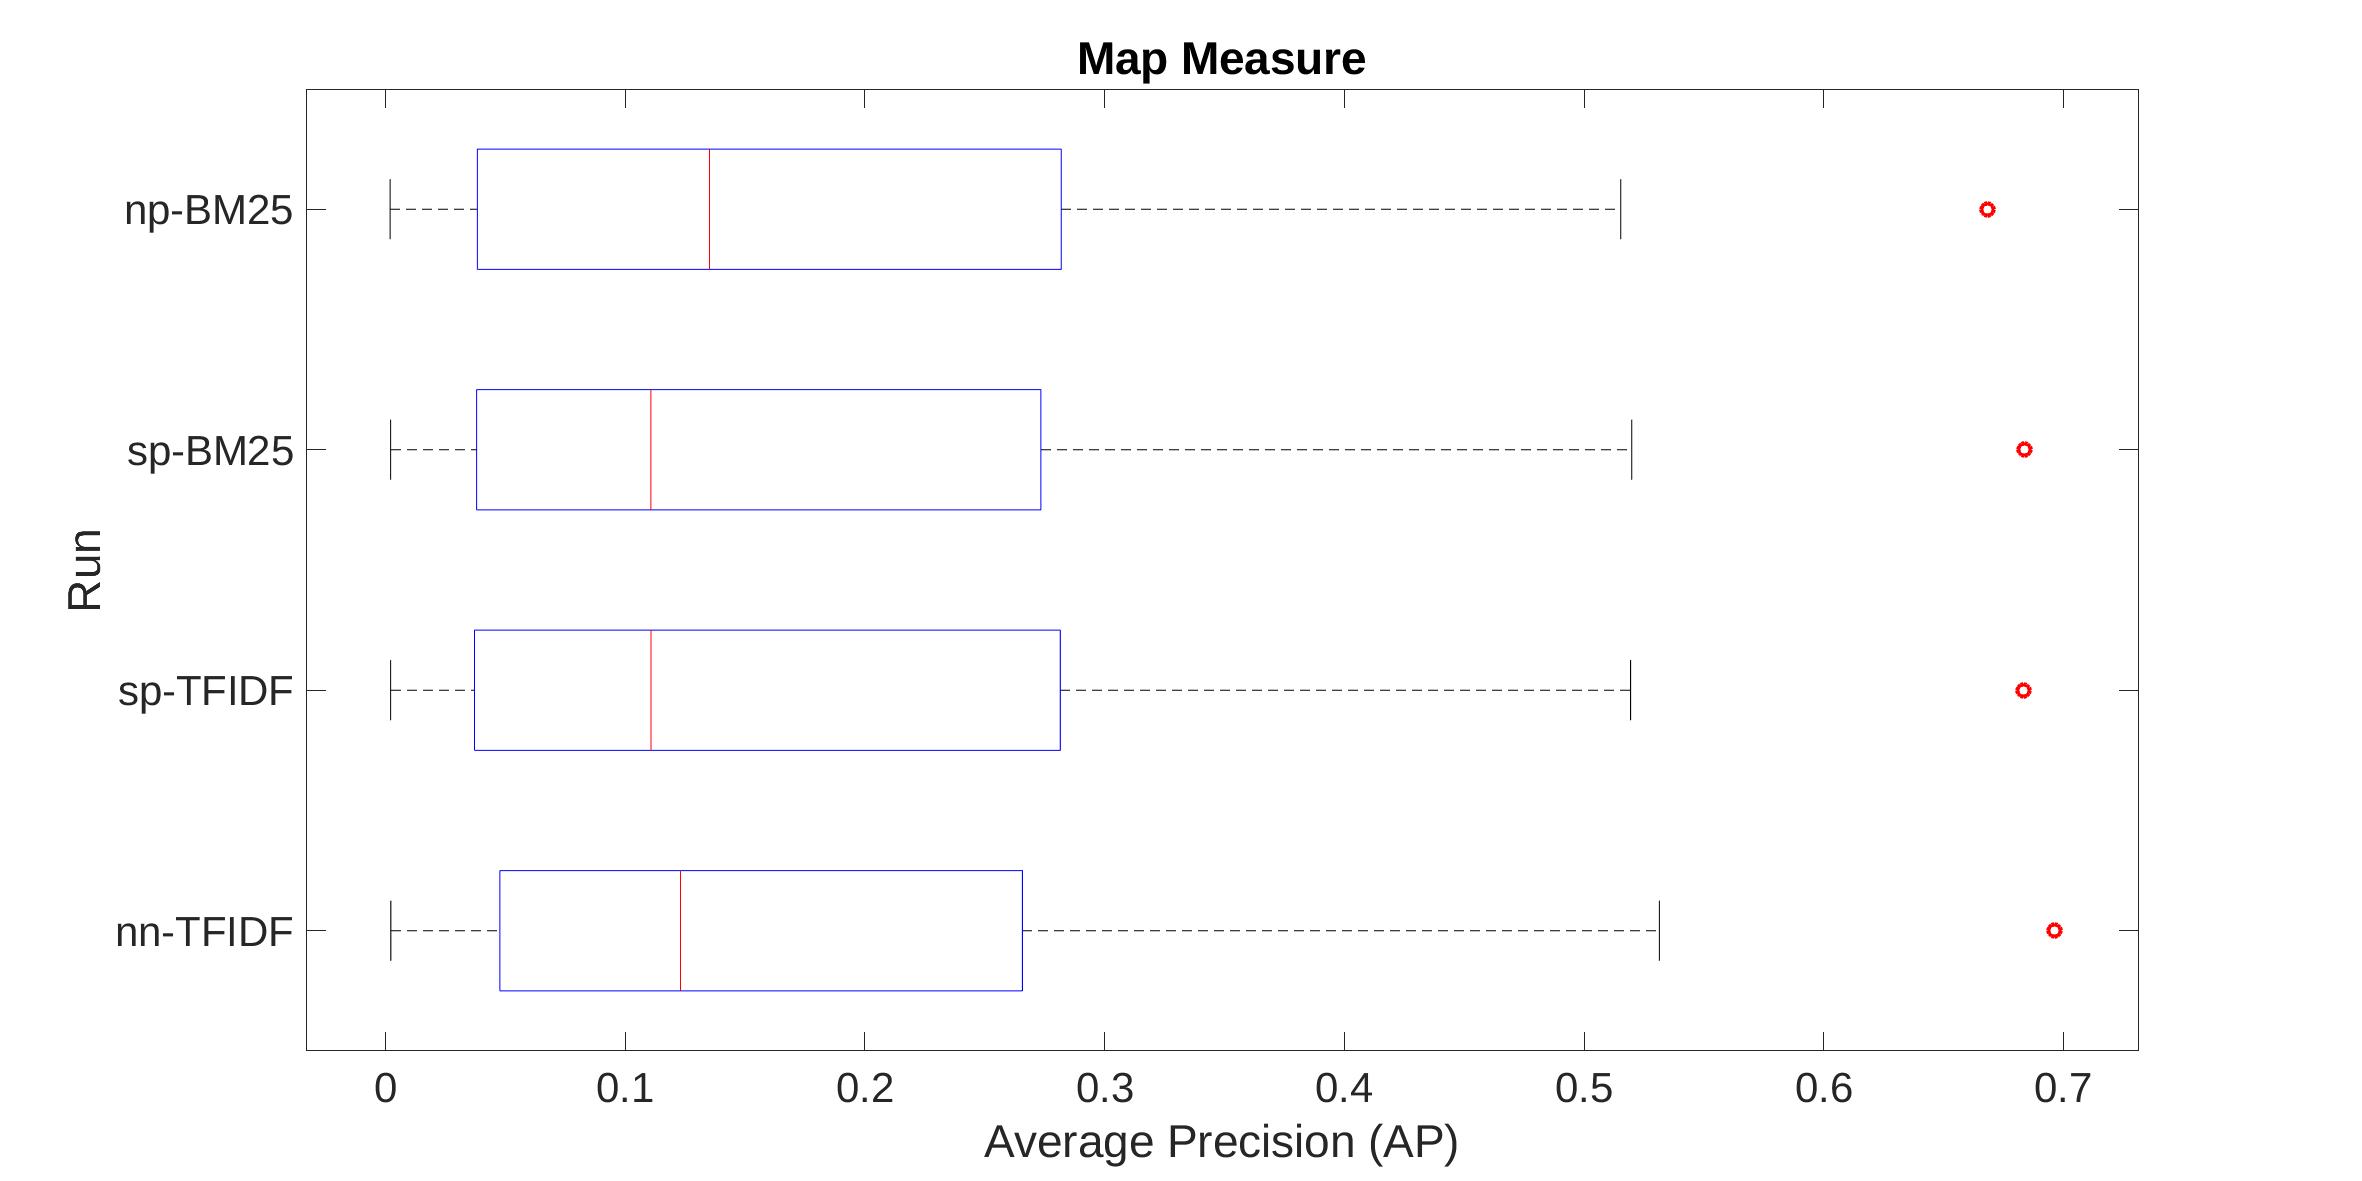 Map Measure
np-BM25
sp-BM25
sp-TFIDF
nn-TFIDF
Run
0 0.1 0.2 0.3 0.4 0.5 0.6 0.7
Average Precision (AP)